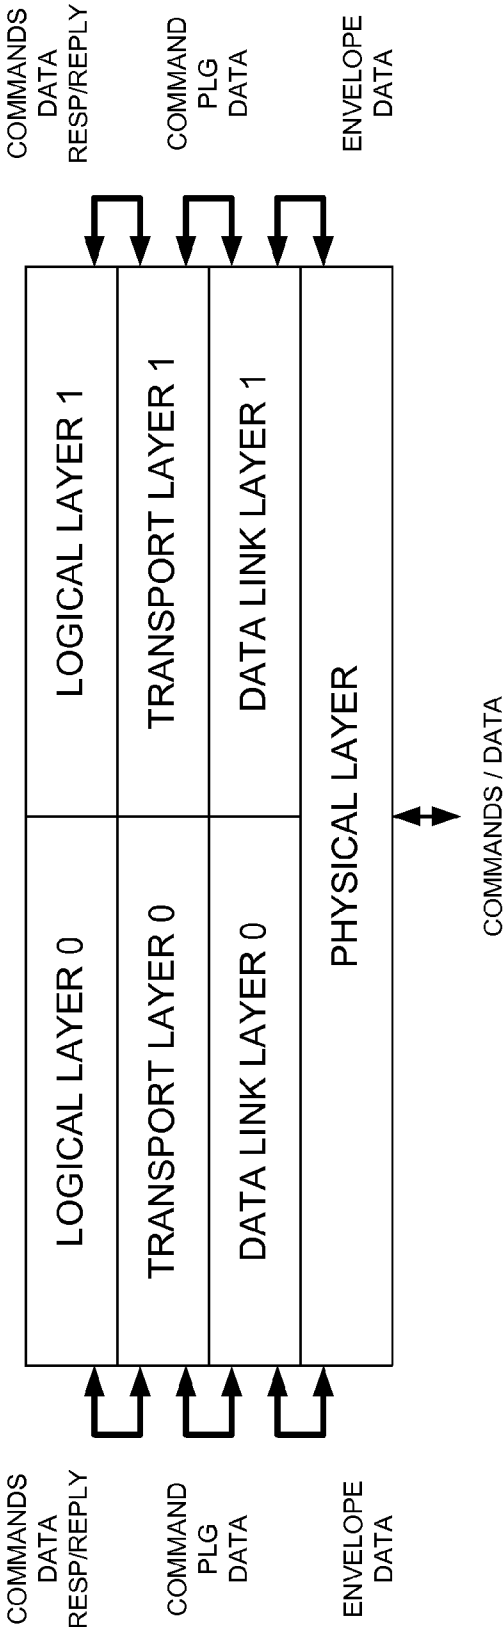 COMMANDS
DATA
RESP/REPLY
LOGICAL LAYER 0
LOGICAL LAYER 1
COMMANDS
DATA
RESP/REPLY
COMMAND
PLG
DATA
TRANSPORT LAYER 0
TRANSPORT LAYER 1
COMMAND
PLG
DATA
DATA LINK LAYER 0
DATA LINK LAYER 1
ENVELOPE
DATA
PHYSICAL LAYER
ENVELOPE
DATA
COMMANDS / DATA